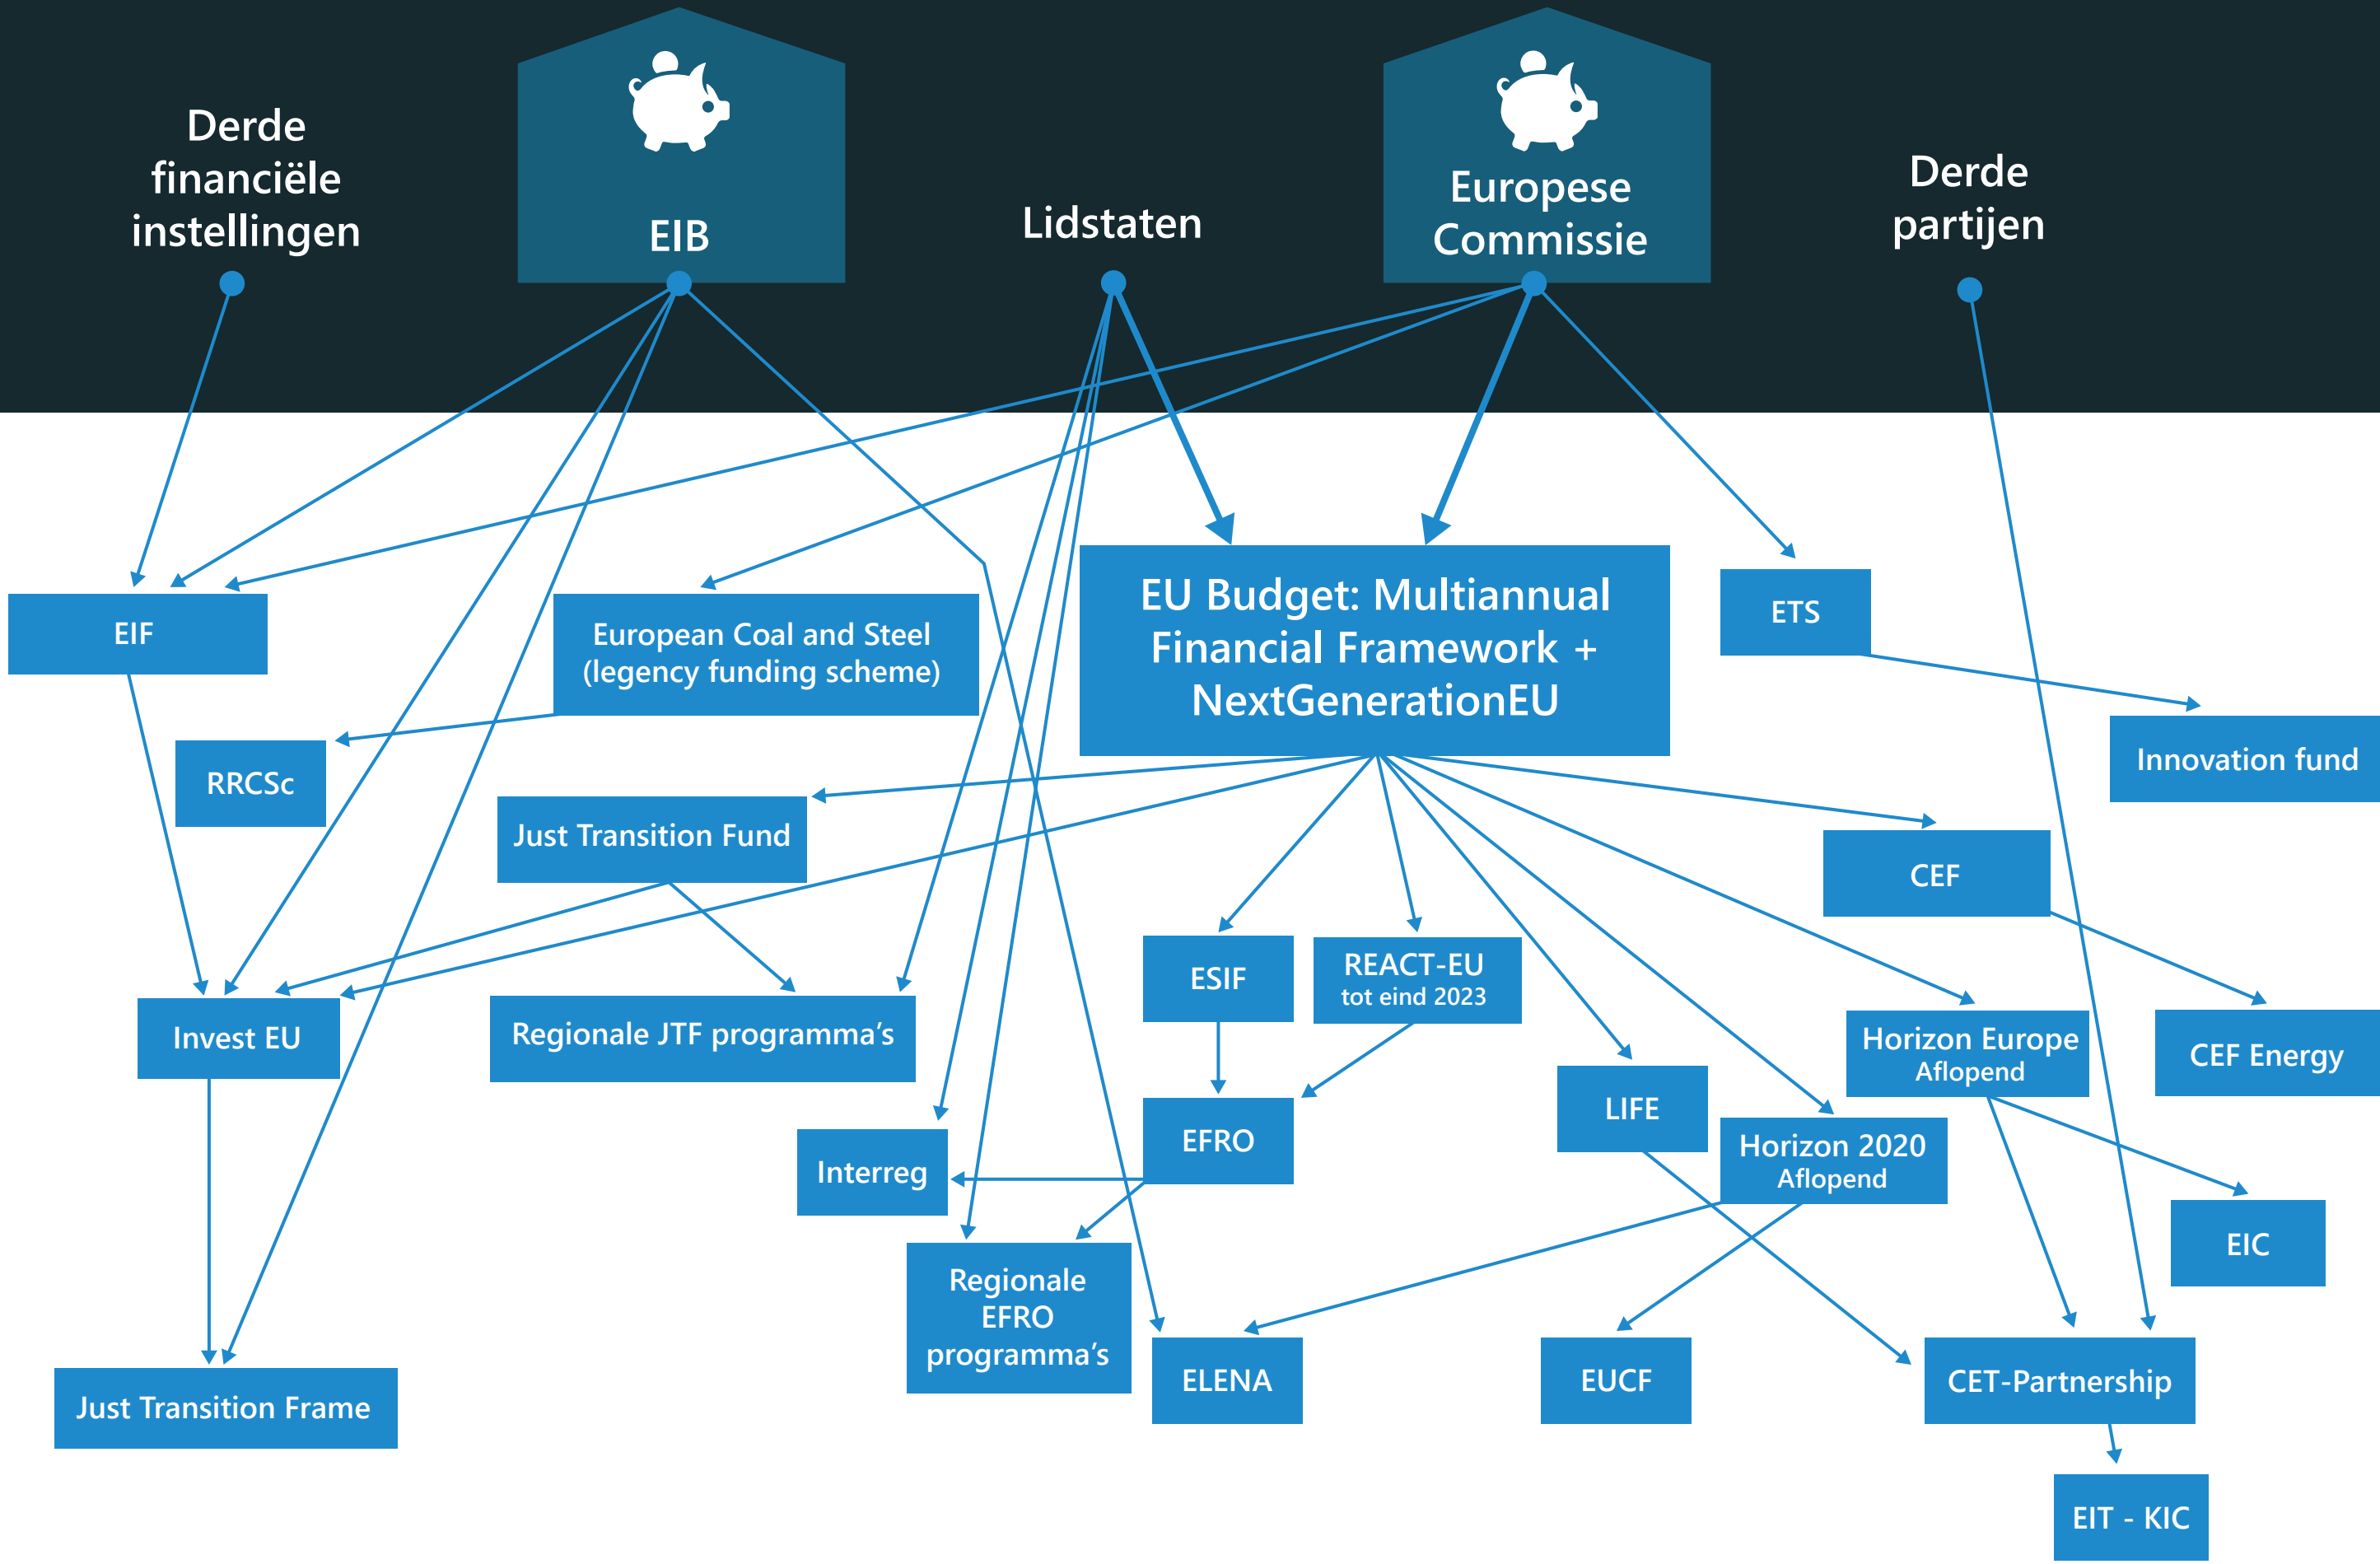 Derde
financiële
instellingen
EIB
Lidstaten
Europese
Commissie
Derde
partijen
EIF
European Coal and Steel
(legency funding scheme)
EU Budget: Multiannual
Financial Framework +
NextGenerationEU
ETS
RRCSc
Innovation fund
Just Transition Fund
CEF
ESIF
REACT-EU
tot eind 2023
Invest EU
Regionale JTF programma’s
Horizon Europe
Aflopend
CEF Energy
LIFE
EFRO
Horizon 2020
Aflopend
Interreg
EIC
Regionale
EFRO
programma’s
ELENA
EUCF
CET-Partnership
Just Transition Frame
EIT - KIC